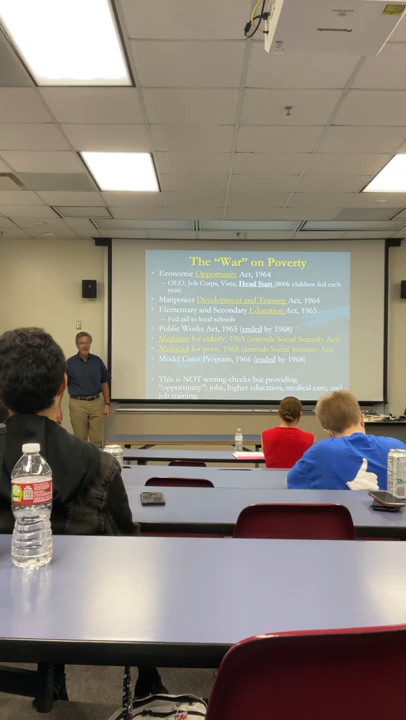 Panasonic
The "War" on Poverty
• Economic Opportunity Act, 1964
– OEO, Job Corps, Vista, Head Start (800k children fed each
year)
• Manpower Development and Training Act, 1964
• Elementary and Secondary Education Act, 1965
– Fed aid to local schools
• Public Works Act, 1965 (ended by 1968)
• Medicare for elderly, 1965 (amends Social Security Act)
• Medicaid for poor, 1965 (amends Social Security Act)
• Model Cities Program, 1966 (ended by 1968)
• This is NOT writing checks but providing
"opportunity": jobs, higher education, medical care, and
job training.